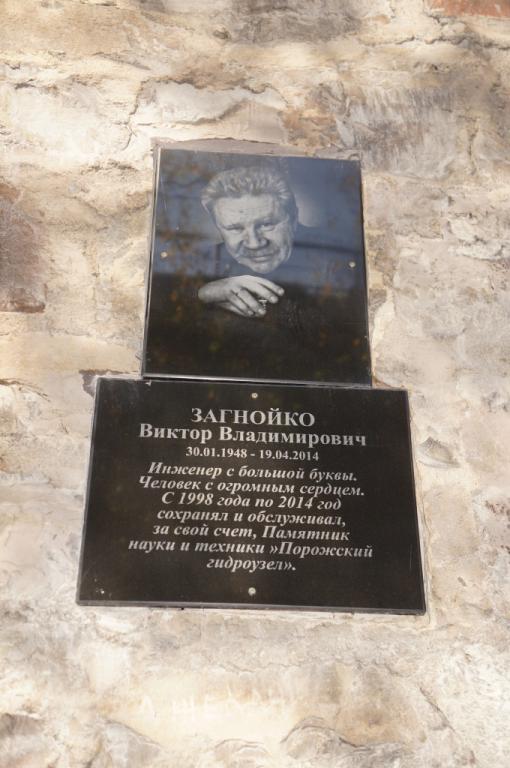 ЗАГНОЙКО
Виктор Владимирович
30.01.1948 - 19.04.2014
Инженер с большой буквы.
Человек с огромным сердцем.
С 1998 года по 2014 год
сохранял и обслуживал,
за свой счет, Памятник
науки и техники »Порожский
гидроузел».